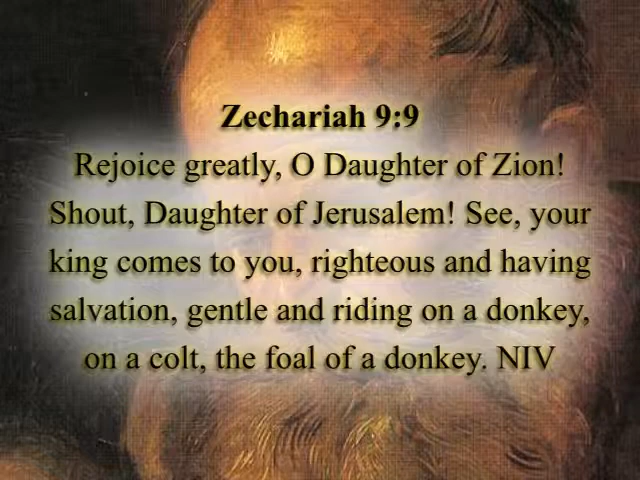 Zechariah 9:9
Rejoice greatly, O Daughter of Zion!
Shout, Daughter of Jerusalem! See, your
king comes to you, righteous and having
salvation, gentle and riding on a donkey,
on a colt, the foal of a donkey. NIV